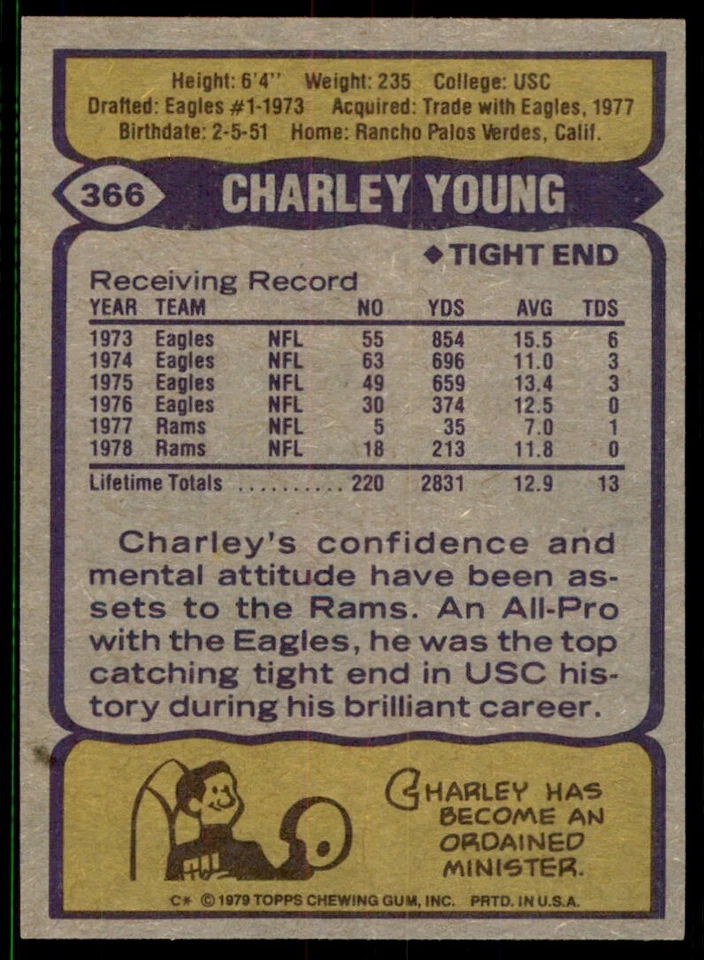 Height: 6'4'' Weight: 235 College: USC
Drafted: Eagles #1-1973 Acquired: Trade with Eagles, 1977
Birthdate: 2-5-51 Home: Rancho Palos Verdes, Calif.
366 CHARLEY YOUNG
◆TIGHT END
Receiving Record
YEAR TEAM NO YDS AVG TDS
1973 Eagles NFL 55 854 15.5 6
1974 Eagles NFL 63 696 11.0 3
1975 Eagles NFL 49 659 13.4 3
1976 Eagles NFL 30 374 12.5 0
1977 Rams NFL 5 35 7.0 1
1978 Rams NFL 18 213 11.8 0
Lifetime Totals .......... 220 2831 12.9 13
Charley's confidence and
mental attitude have been as-
sets to the Rams. An All-Pro
with the Eagles, he was the top
catching tight end in USC his-
tory during his brilliant career.
CHARLEY HAS
BECOME AN
ORDAINED
MINISTER.
C* © 1979 TOPPS CHEWING GUM, INC. PRTD. IN U.S.A.